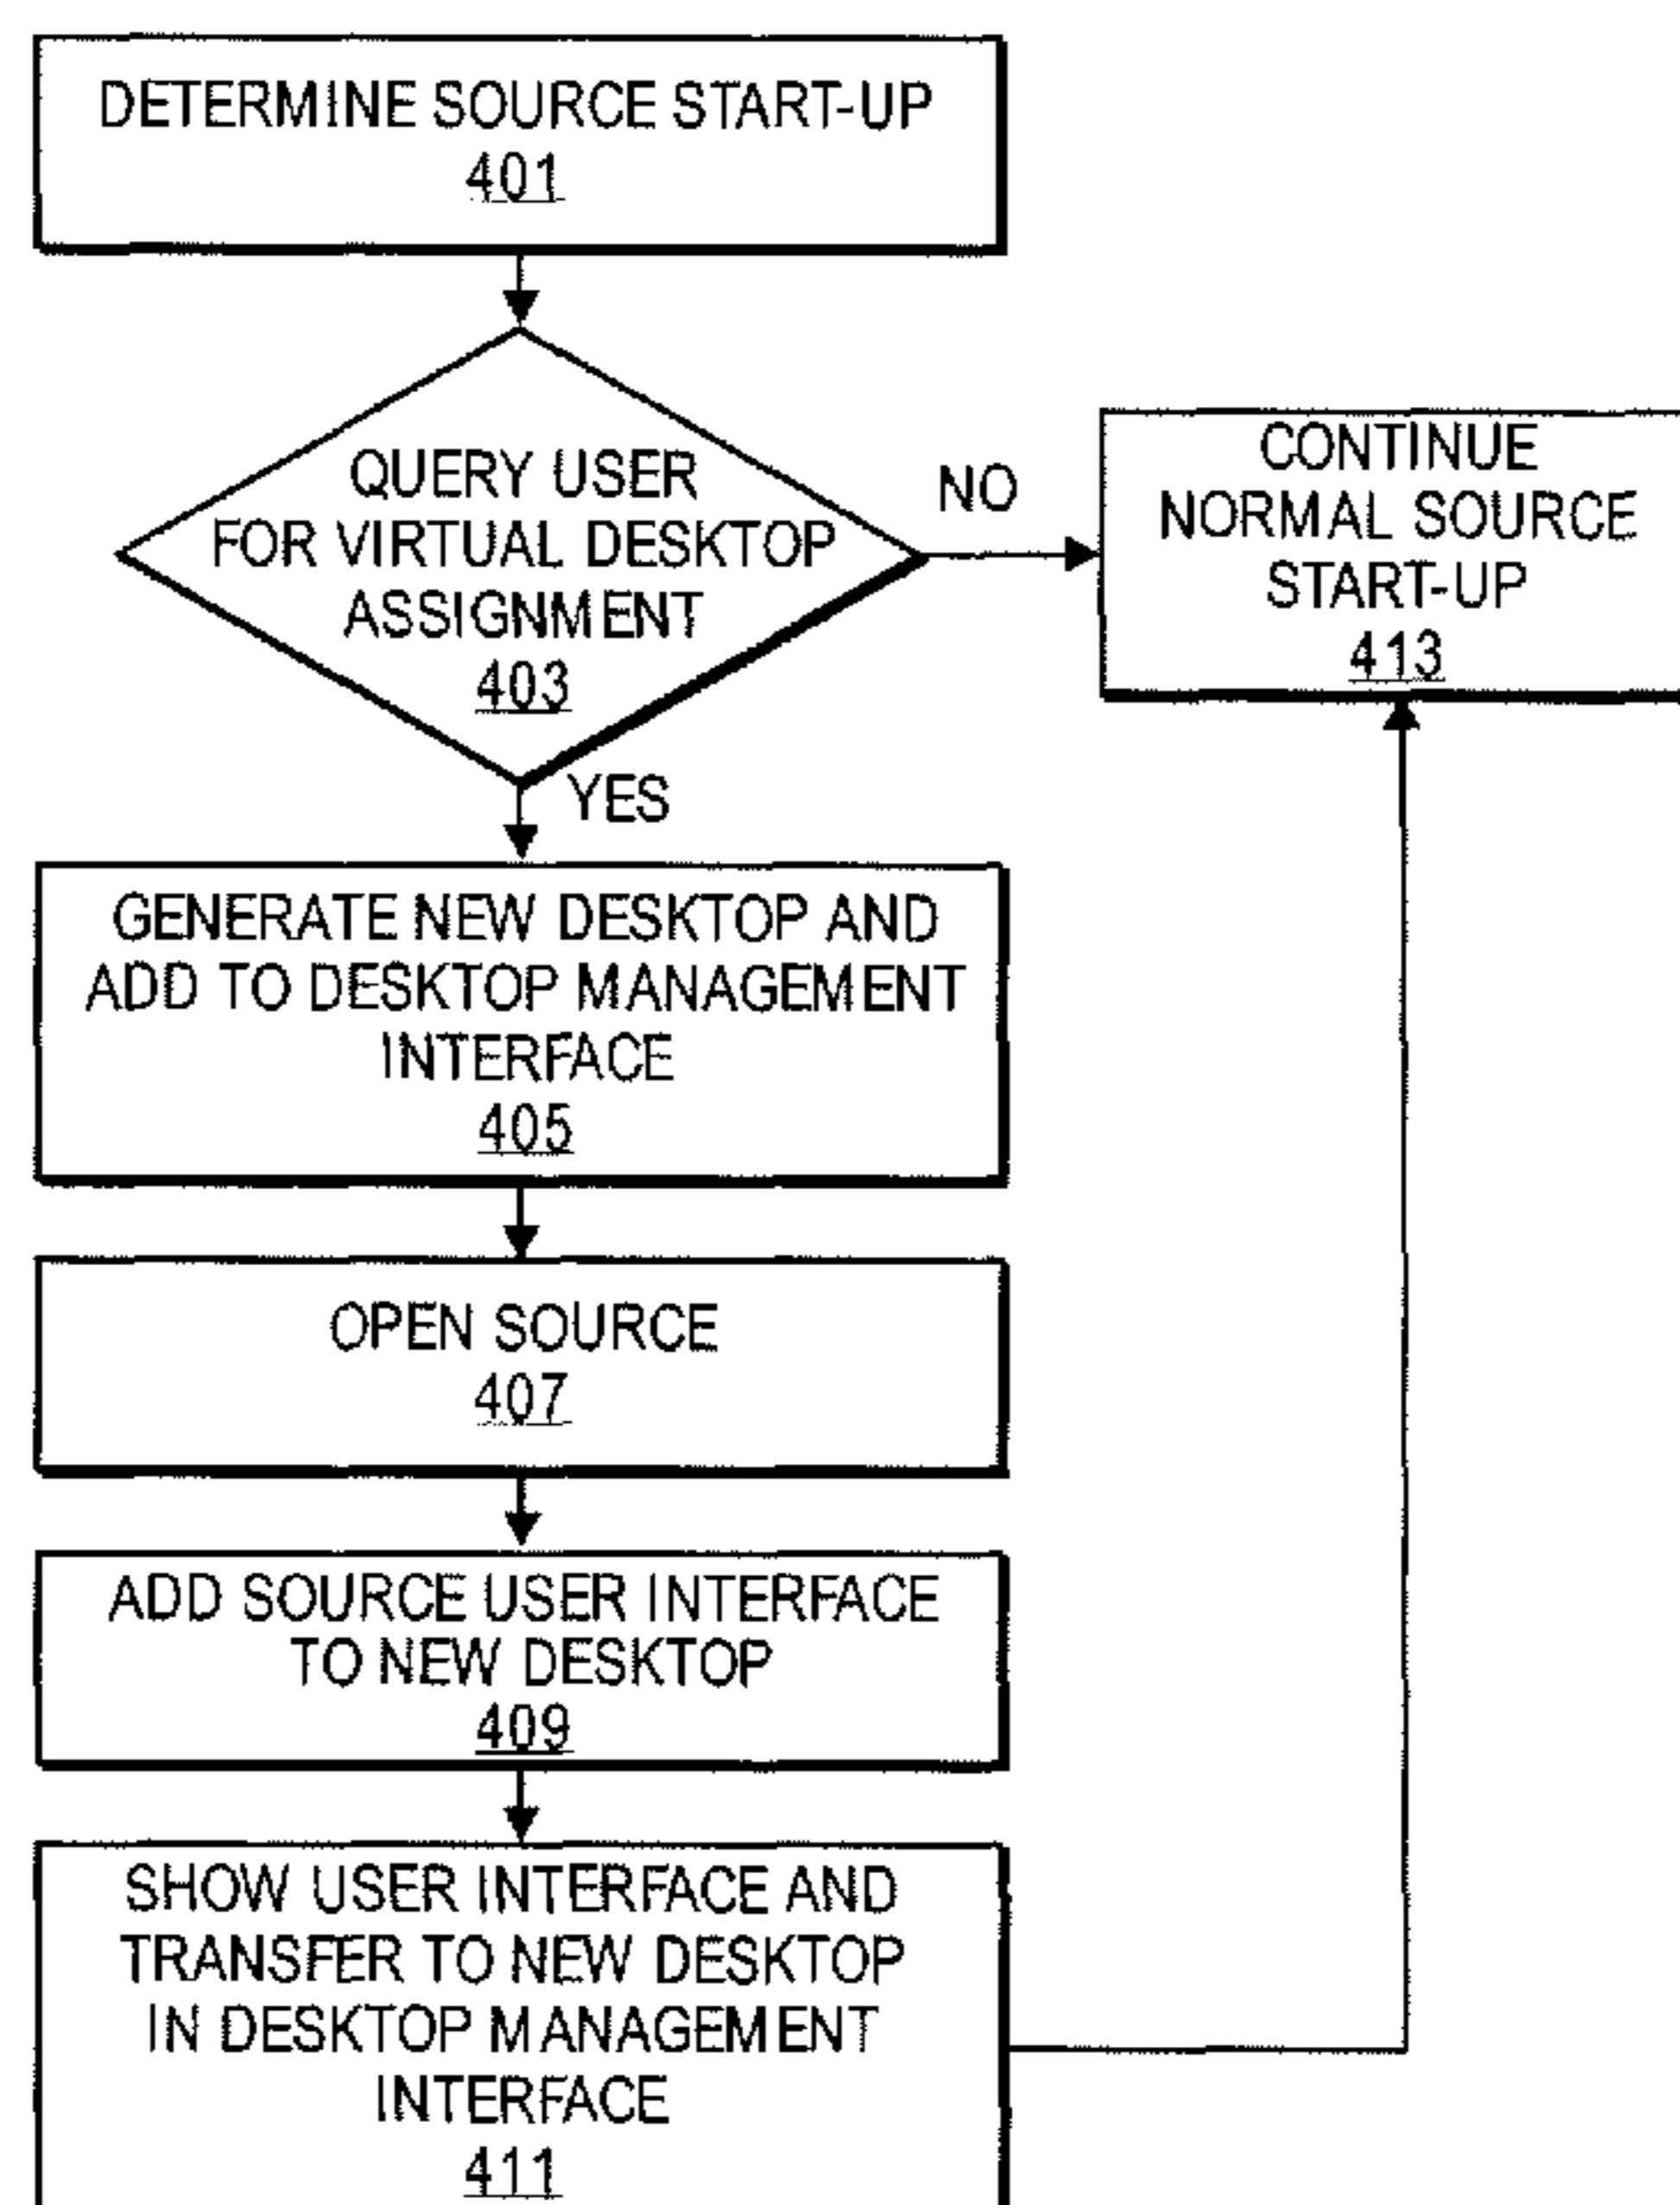 DETERMINE SOURCE START-UP
401
QUERY USER
FOR VIRTUAL DESKTOP
ASSIGNMENT
403
NO
CONTINUE
NORMAL SOURCE
START-UP
413
YES
GENERATE NEW DESKTOP AND
ADD TO DESKTOP MANAGEMENT
INTERFACE
405
OPEN SOURCE
407
ADD SOURCE USER INTERFACE
TO NEW DESKTOP
409
SHOW USER INTERFACE AND
TRANSFER TO NEW DESKTOP
IN DESKTOP MANAGEMENT
INTERFACE
411